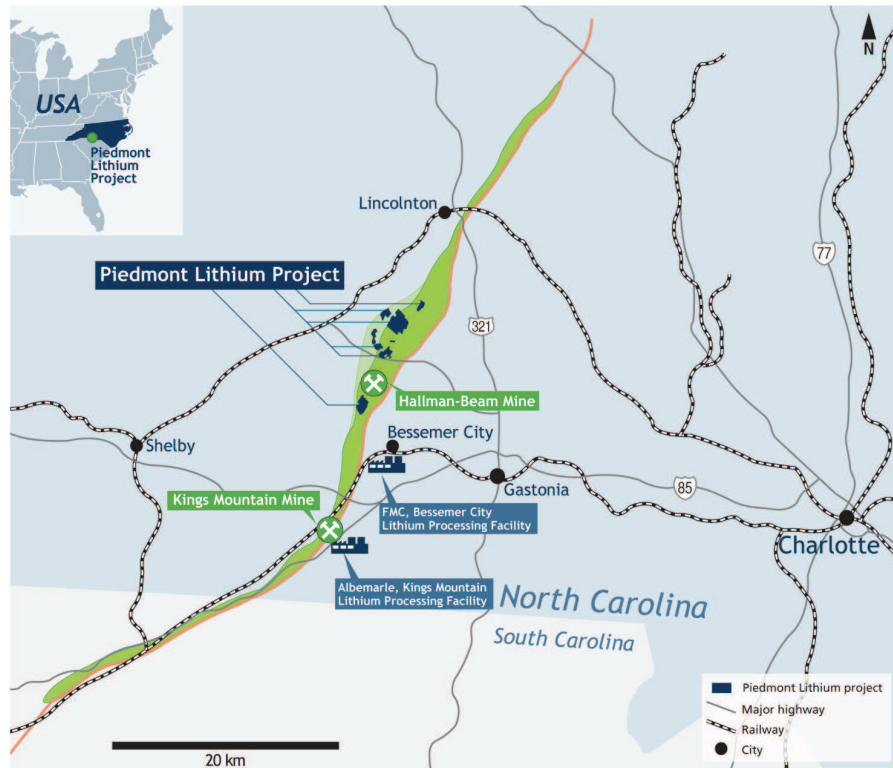 USA
Piedmont
Lithium
Project
N
Lincolnton
77
Piedmont Lithium Project
321
Hallman-Beam Mine
Shelby
Bessemer City
Kings Mountain Mine
Gastonia
85
FMC, Bessemer City
Lithium Processing Facility
Charlotte
Albemarle, Kings Mountain
Lithium Processing Facility
North Carolina
South Carolina
Piedmont Lithium project
Major highway
Railway
City
20 km